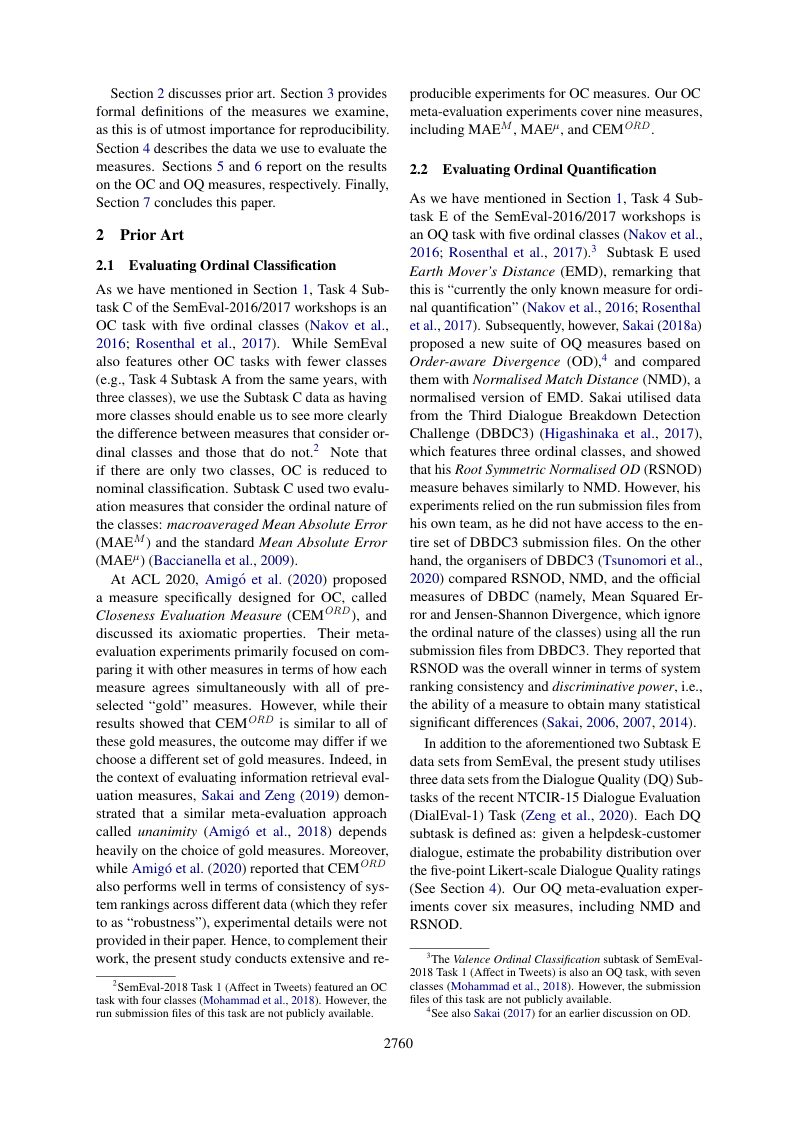 Section 2 discusses prior art. Section 3 provides
formal definitions of the measures we examine,
as this is of utmost importance for reproducibility.
Section 4 describes the data we use to evaluate the
measures. Sections 5 and 6 report on the results
on the OC and OQ measures, respectively. Finally,
Section 7 concludes this paper.
2 Prior Art
2.1 Evaluating Ordinal Classification
As we have mentioned in Section 1, Task 4 Sub-
task C of the SemEval-2016/2017 workshops is an
OC task with five ordinal classes (Nakov et al.,
2016; Rosenthal et al., 2017). While SemEval
also features other OC tasks with fewer classes
(e.g., Task 4 Subtask A from the same years, with
three classes), we use the Subtask C data as having
more classes should enable us to see more clearly
the difference between measures that consider or-
dinal classes and those that do not.2 Note that
if there are only two classes, OC is reduced to
nominal classification. Subtask C used two evalu-
ation measures that consider the ordinal nature of
the classes: macroaveraged Mean Absolute Error
(MAE^M) and the standard Mean Absolute Error
(MAE^μ) (Baccianella et al., 2009).
At ACL 2020, Amigó et al. (2020) proposed
a measure specifically designed for OC, called
Closeness Evaluation Measure (CEM^ORD), and
discussed its axiomatic properties. Their meta-
evaluation experiments primarily focused on com-
paring it with other measures in terms of how each
measure agrees simultaneously with all of pre-
selected “gold” measures. However, while their
results showed that CEM^ORD is similar to all of
these gold measures, the outcome may differ if we
choose a different set of gold measures. Indeed, in
the context of evaluating information retrieval eval-
uation measures, Sakai and Zeng (2019) demon-
strated that a similar meta-evaluation approach
called unanimity (Amigó et al., 2018) depends
heavily on the choice of gold measures. Moreover,
while Amigó et al. (2020) reported that CEM^ORD
also performs well in terms of consistency of sys-
tem rankings across different data (which they refer
to as “robustness”), experimental details were not
provided in their paper. Hence, to complement their
work, the present study conducts extensive and re-
2SemEval-2018 Task 1 (Affect in Tweets) featured an OC
task with four classes (Mohammad et al., 2018). However, the
run submission files of this task are not publicly available.
producible experiments for OC measures. Our OC
meta-evaluation experiments cover nine measures,
including MAE^M, MAE^μ, and CEM^ORD.
2.2 Evaluating Ordinal Quantification
As we have mentioned in Section 1, Task 4 Sub-
task E of the SemEval-2016/2017 workshops is
an OQ task with five ordinal classes (Nakov et al.,
2016; Rosenthal et al., 2017).3 Subtask E used
Earth Mover’s Distance (EMD), remarking that
this is “currently the only known measure for ordi-
nal quantification” (Nakov et al., 2016; Rosenthal
et al., 2017). Subsequently, however, Sakai (2018a)
proposed a new suite of OQ measures based on
Order-aware Divergence (OD),4 and compared
them with Normalised Match Distance (NMD), a
normalised version of EMD. Sakai utilised data
from the Third Dialogue Breakdown Detection
Challenge (DBDC3) (Higashinaka et al., 2017),
which features three ordinal classes, and showed
that his Root Symmetric Normalised OD (RSNOD)
measure behaves similarly to NMD. However, his
experiments relied on the run submission files from
his own team, as he did not have access to the en-
tire set of DBDC3 submission files. On the other
hand, the organisers of DBDC3 (Tsunomori et al.,
2020) compared RSNOD, NMD, and the official
measures of DBDC (namely, Mean Squared Er-
ror and Jensen-Shannon Divergence, which ignore
the ordinal nature of the classes) using all the run
submission files from DBDC3. They reported that
RSNOD was the overall winner in terms of system
ranking consistency and discriminative power, i.e.,
the ability of a measure to obtain many statistical
significant differences (Sakai, 2006, 2007, 2014).
In addition to the aforementioned two Subtask E
data sets from SemEval, the present study utilises
three data sets from the Dialogue Quality (DQ) Sub-
tasks of the recent NTCIR-15 Dialogue Evaluation
(DialEval-1) Task (Zeng et al., 2020). Each DQ
subtask is defined as: given a helpdesk-customer
dialogue, estimate the probability distribution over
the five-point Likert-scale Dialogue Quality ratings
(See Section 4). Our OQ meta-evaluation exper-
iments cover six measures, including NMD and
RSNOD.
3The Valence Ordinal Classification subtask of SemEval-
2018 Task 1 (Affect in Tweets) is also an OQ task, with seven
classes (Mohammad et al., 2018). However, the submission
files of this task are not publicly available.
4See also Sakai (2017) for an earlier discussion on OD.
2760